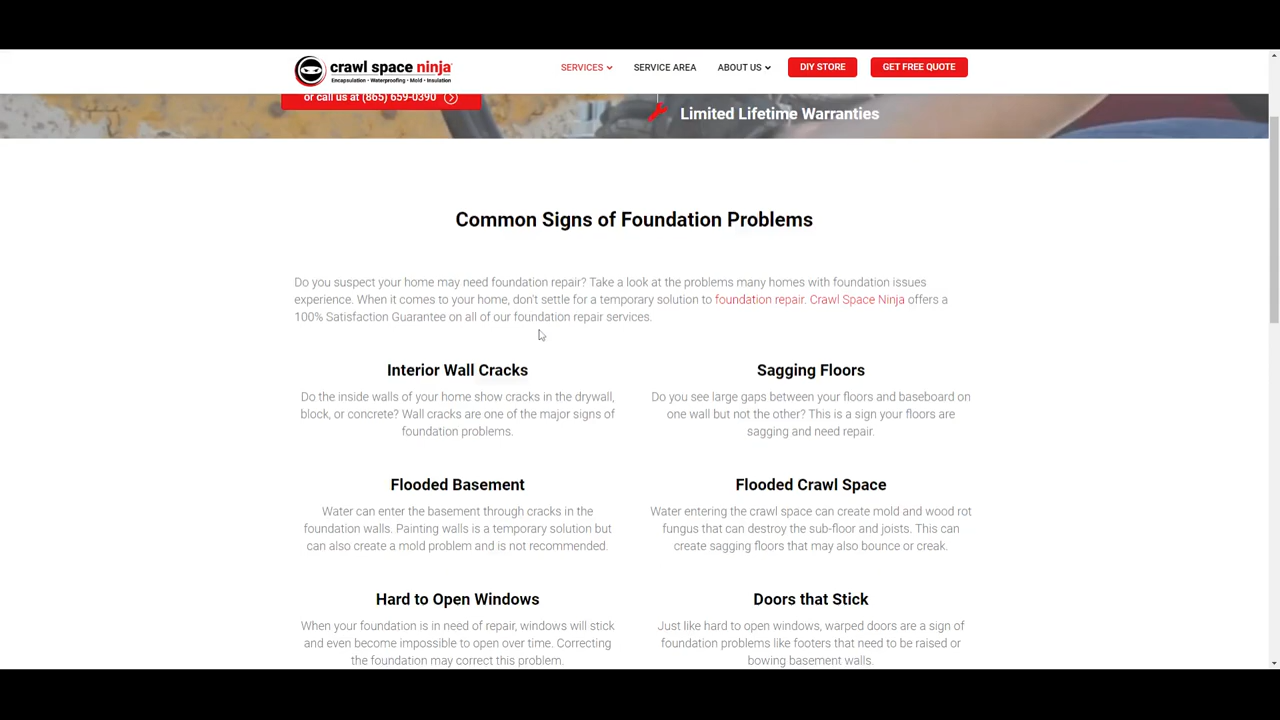 crawl space ninja
Encapsulation • Waterproofing • Mold • Insulation
SERVICES
SERVICE AREA
ABOUT US
DIY STORE
GET FREE QUOTE
or call us at (865) 659-0390
Limited Lifetime Warranties
Common Signs of Foundation Problems
Do you suspect your home may need foundation repair? Take a look at the problems many homes with foundation issues
experience. When it comes to your home, don't settle for a temporary solution to foundation repair. Crawl Space Ninja offers a
100% Satisfaction Guarantee on all of our foundation repair services.
Interior Wall Cracks
Do the inside walls of your home show cracks in the drywall,
block, or concrete? Wall cracks are one of the major signs of
foundation problems.
Sagging Floors
Do you see large gaps between your floors and baseboard on
one wall but not the other? This is a sign your floors are
sagging and need repair.
Flooded Basement
Water can enter the basement through cracks in the
foundation walls. Painting walls is a temporary solution but
can also create a mold problem and is not recommended.
Flooded Crawl Space
Water entering the crawl space can create mold and wood rot
fungus that can destroy the sub-floor and joists. This can
create sagging floors that may also bounce or creak.
Hard to Open Windows
When your foundation is in need of repair, windows will stick
and even become impossible to open over time. Correcting
the foundation may correct this problem.
Doors that Stick
Just like hard to open windows, warped doors are a sign of
foundation problems like footers that need to be raised or
bowing basement walls.